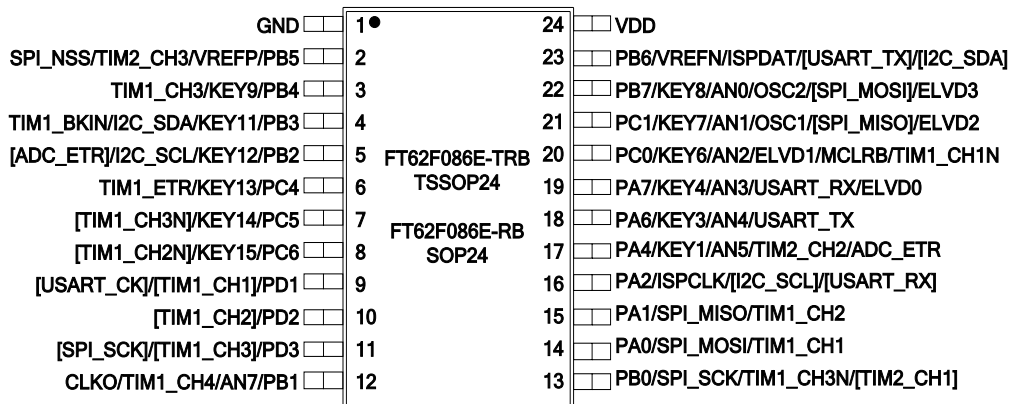 GND 1 24 VDD
SPI_NSS/TIM2_CH3/VREFP/PB5 2 23 PB6/VREFN/ISPDAT/[USART_TX]/[I2C_SDA]
TIM1_CH3/KEY9/PB4 3 22 PB7/KEY8/AN0/OSC2/[SPI_MOSI]/ELVD3
TIM1_BKIN/I2C_SDA/KEY11/PB3 4 21 PC1/KEY7/AN1/OSC1/[SPI_MISO]/ELVD2
[ADC_ETR]/I2C_SCL/KEY12/PB2 5 FT62F086E-TRB 20 PC0/KEY6/AN2/ELVD1/MCLRB/TIM1_CH1N
TIM1_ETR/KEY13/PC4 6 TSSOP24 19 PA7/KEY4/AN3/USART_RX/ELVD0
[TIM1_CH3N]/KEY14/PC5 7 FT62F086E-RB 18 PA6/KEY3/AN4/USART_TX
[TIM1_CH2N]/KEY15/PC6 8 SOP24 17 PA4/KEY1/AN5/TIM2_CH2/ADC_ETR
[USART_CK]/[TIM1_CH1]/PD1 9 16 PA2/ISPCLK/[I2C_SCL]/[USART_RX]
[TIM1_CH2]/PD2 10 15 PA1/SPI_MISO/TIM1_CH2
[SPI_SCK]/[TIM1_CH3]/PD3 11 14 PA0/SPI_MOSI/TIM1_CH1
CLKO/TIM1_CH4/AN7/PB1 12 13 PB0/SPI_SCK/TIM1_CH3N/[TIM2_CH1]